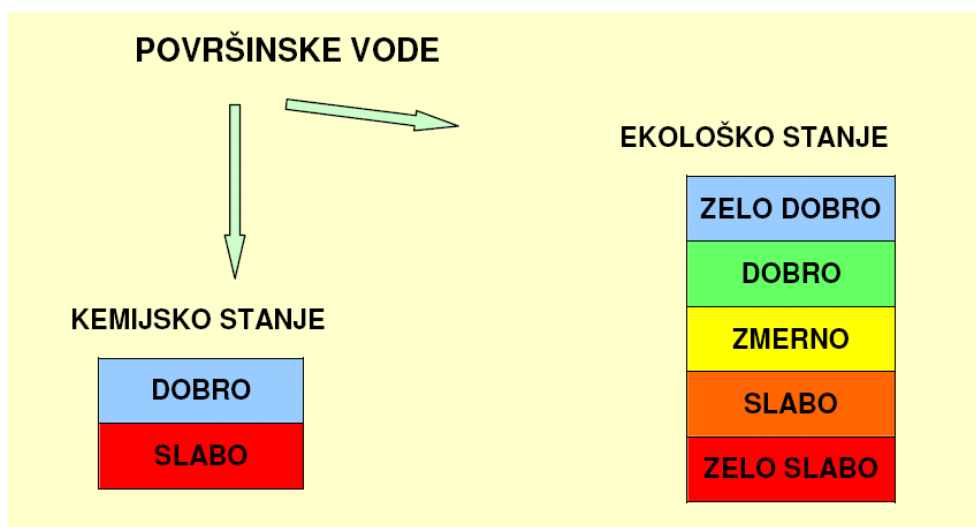 POVRŠINSKE VODE
EKOLOŠKO STANJE
ZELO DOBRO
DOBRO
ZMERNO
SLABO
ZELO SLABO
KEMIJSKO STANJE
DOBRO
SLABO